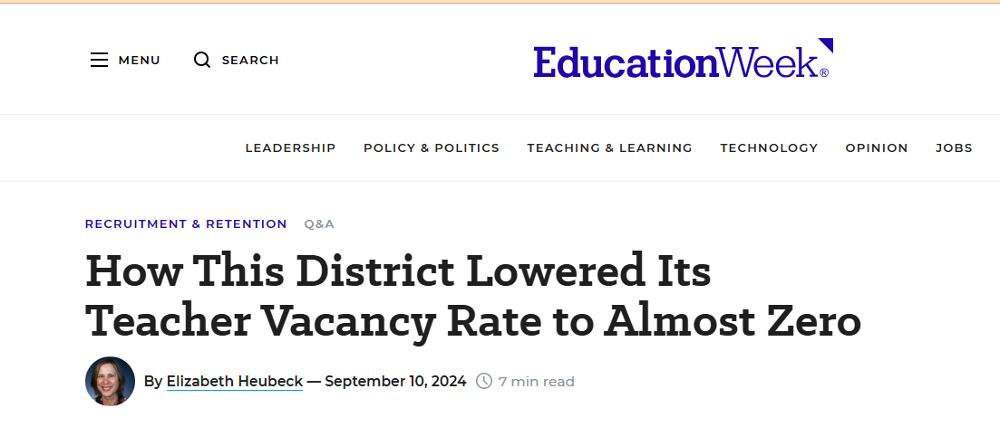 MENU
SEARCH
EducationWeek®
LEADERSHIP
POLICY & POLITICS
TEACHING & LEARNING
TECHNOLOGY
OPINION
JOBS
RECRUITMENT & RETENTION Q&A
How This District Lowered Its
Teacher Vacancy Rate to Almost Zero
By Elizabeth Heubeck — September 10, 2024 7 min read